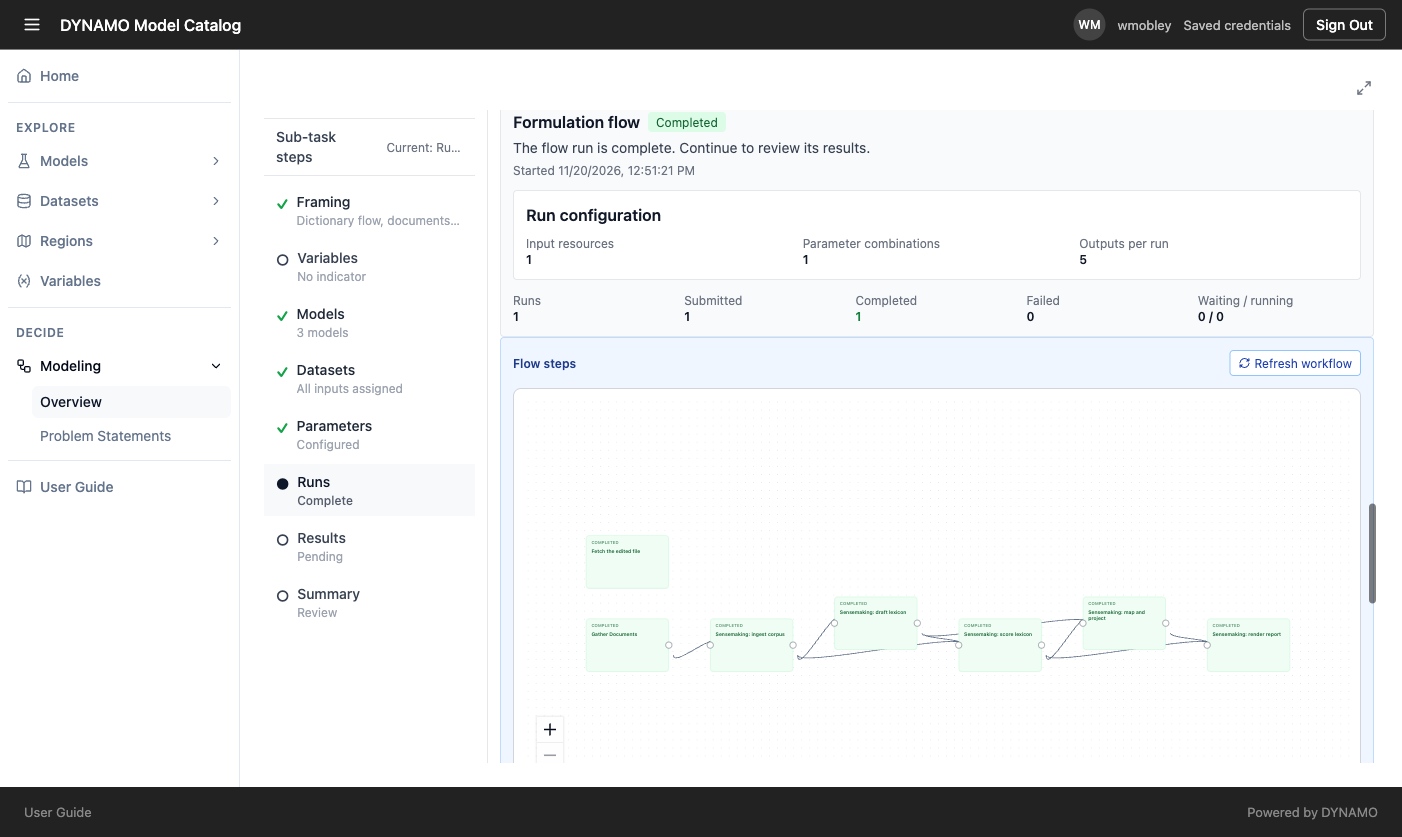 DYNAMO Model Catalog
WM
wmobley
Saved credentials
Sign Out
Home
EXPLORE
Models
Datasets
Regions
Variables
DECIDE
Modeling
Overview
Problem Statements
User Guide
Sub-task steps
Current: Ru...
Framing
Dictionary flow, documents...
Variables
No indicator
Models
3 models
Datasets
All inputs assigned
Parameters
Configured
Runs
Complete
Results
Pending
Summary
Review
Formulation flow
Completed
The flow run is complete. Continue to review its results.
Started 11/20/2026, 12:51:21 PM
Run configuration
Input resources
1
Parameter combinations
1
Outputs per run
5
Runs
1
Submitted
1
Completed
1
Failed
0
Waiting / running
0 / 0
Flow steps
Refresh workflow
COMPLETED
Fetch the edited file
COMPLETED
Gather Documents
COMPLETED
Sensemaking: ingest corpus
COMPLETED
Sensemaking: draft lexicon
COMPLETED
Sensemaking: score lexicon
COMPLETED
Sensemaking: map and
project
COMPLETED
Sensemaking: render report
User Guide
Powered by DYNAMO